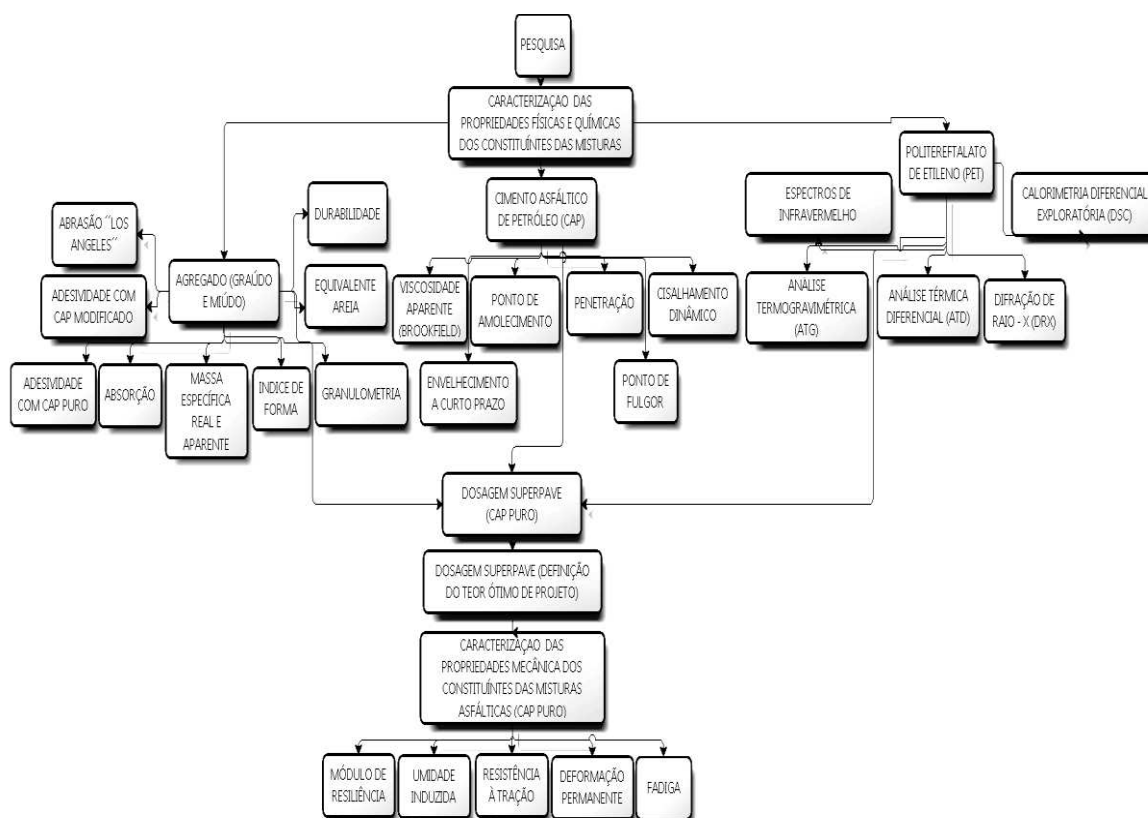 PESQUISA
CARACTERIZAÇAO DAS
PROPRIEDADES FÍSICAS E QUÍMICAS
DOS CONSTITUÍNTES DAS MISTURAS
POLITEREFTALATO
DE ETILENO (PET)
CIMENTO ASFÁLTICO
DE PETRÓLEO (CAP)
ESPECTROS DE
INFRAVERMELHO
CALORIMETRIA DIFERENCIAL
EXPLORATÓRIA (DSC)
DURABILIDADE
ABRASÃO ´´LOS
ANGELES´´
AGREGADO (GRAÚDO
E MIÚDO)
ADESIVIDADE COM
CAP MODIFICADO
EQUIVALENTE
AREIA
VISCOSIDADE
APARENTE
(BROOKFIELD)
PONTO DE
AMOLECIMENTO
PENETRAÇÃO
CISALHAMENTO
DINÂMICO
ANÁLISE
TERMOGRAVIMÉTRICA
(ATG)
ANÁLISE TÉRMICA
DIFERENCIAL (ATD)
DIFRAÇÃO DE
RAIO - X (DRX)
ADESIVIDADE
COM CAP PURO
ABSORÇÃO
MASSA
ESPECÍFICA
REAL E
APARENTE
INDICE DE
FORMA
GRANULOMETRIA
ENVELHECIMENTO
A CURTO PRAZO
PONTO DE
FULGOR
DOSAGEM SUPERPAVE
(CAP PURO)
DOSAGEM SUPERPAVE (DEFINIÇÃO
DO TEOR ÓTIMO DE PROJETO)
CARACTERIZAÇAO DAS
PROPRIEDADES MECÂNICA DOS
CONSTITUÍNTES DAS MISTURAS
ASFÁLTICAS (CAP PURO)
MÓDULO DE
RESILIÊNCIA
UMIDADE
INDUZIDA
RESISTÊNCIA
À TRAÇÃO
DEFORMAÇÃO
PERMANENTE
FADIGA